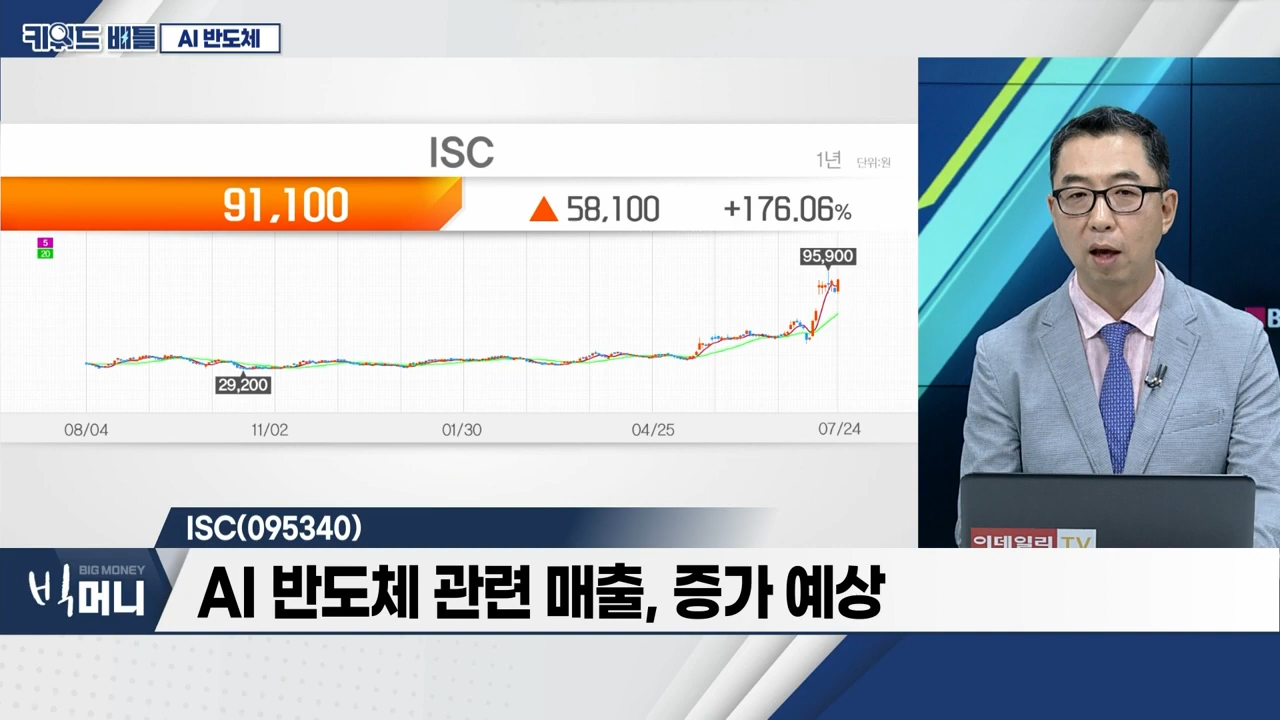 키워드 배틀
AI 반도체
ISC
1년 단위:원
91,100 ▲ 58,100 +176.06%
5
20
95,900
29,200
08/04 11/02 01/30 04/25 07/24
B
이데일리 TV
ISC(095340)
BIG MONEY
빅머니
AI 반도체 관련 매출, 증가 예상